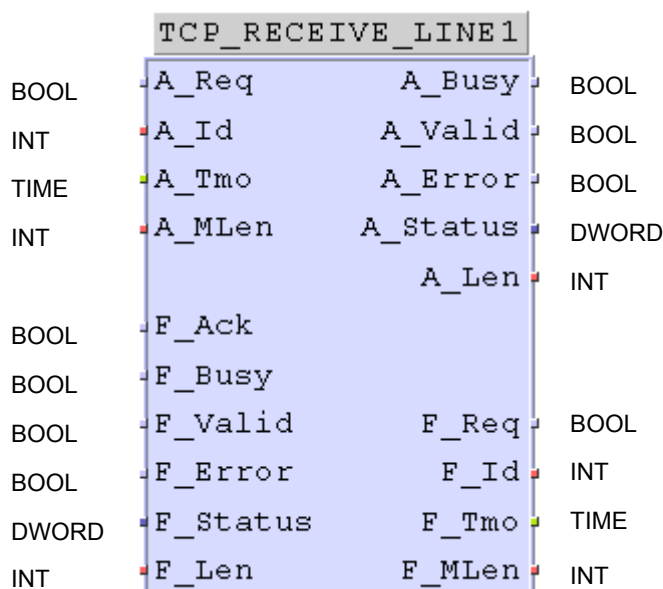 TCP_RECEIVE_LINE1
BOOL A_Req A_Busy BOOL
INT A_Id A_Valid BOOL
TIME A_Tmo A_Error BOOL
INT A_MLen A_Status DWORD
A_Len INT
BOOL F_Ack
BOOL F_Busy
BOOL F_Valid F_Req BOOL
BOOL F_Error F_Id INT
DWORD F_Status F_Tmo TIME
INT F_Len F_MLen INT